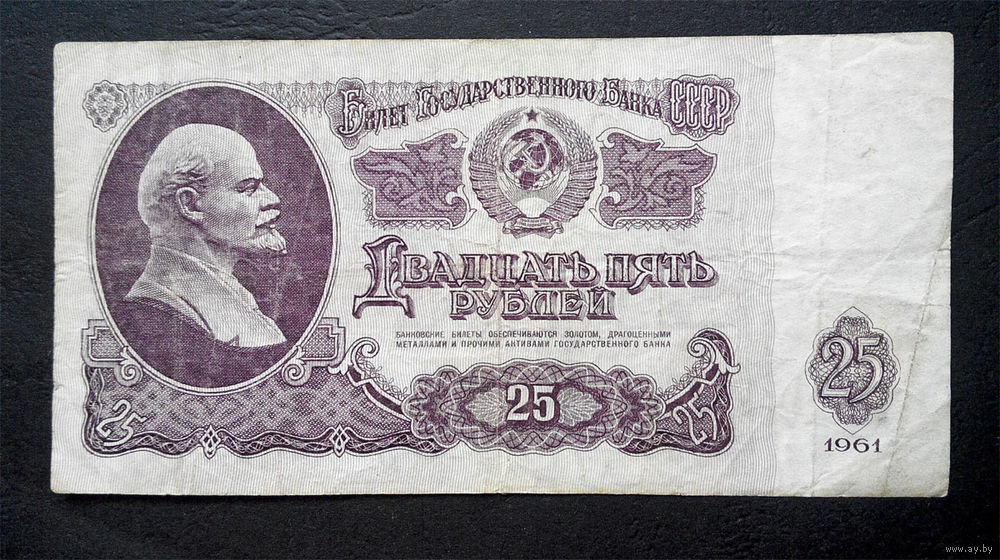 Билет Государственного Банка СССР
Двадцать пять
рублей
БАНКОВСКИЕ БИЛЕТЫ ОБЕСПЕЧИВАЮТСЯ ЗОЛОТОМ, ДРАГОЦЕННЫМИ
МЕТАЛЛАМИ И ПРОЧИМИ АКТИВАМИ ГОСУДАРСТВЕННОГО БАНКА
25
25
25
25
1961
www.ay.by